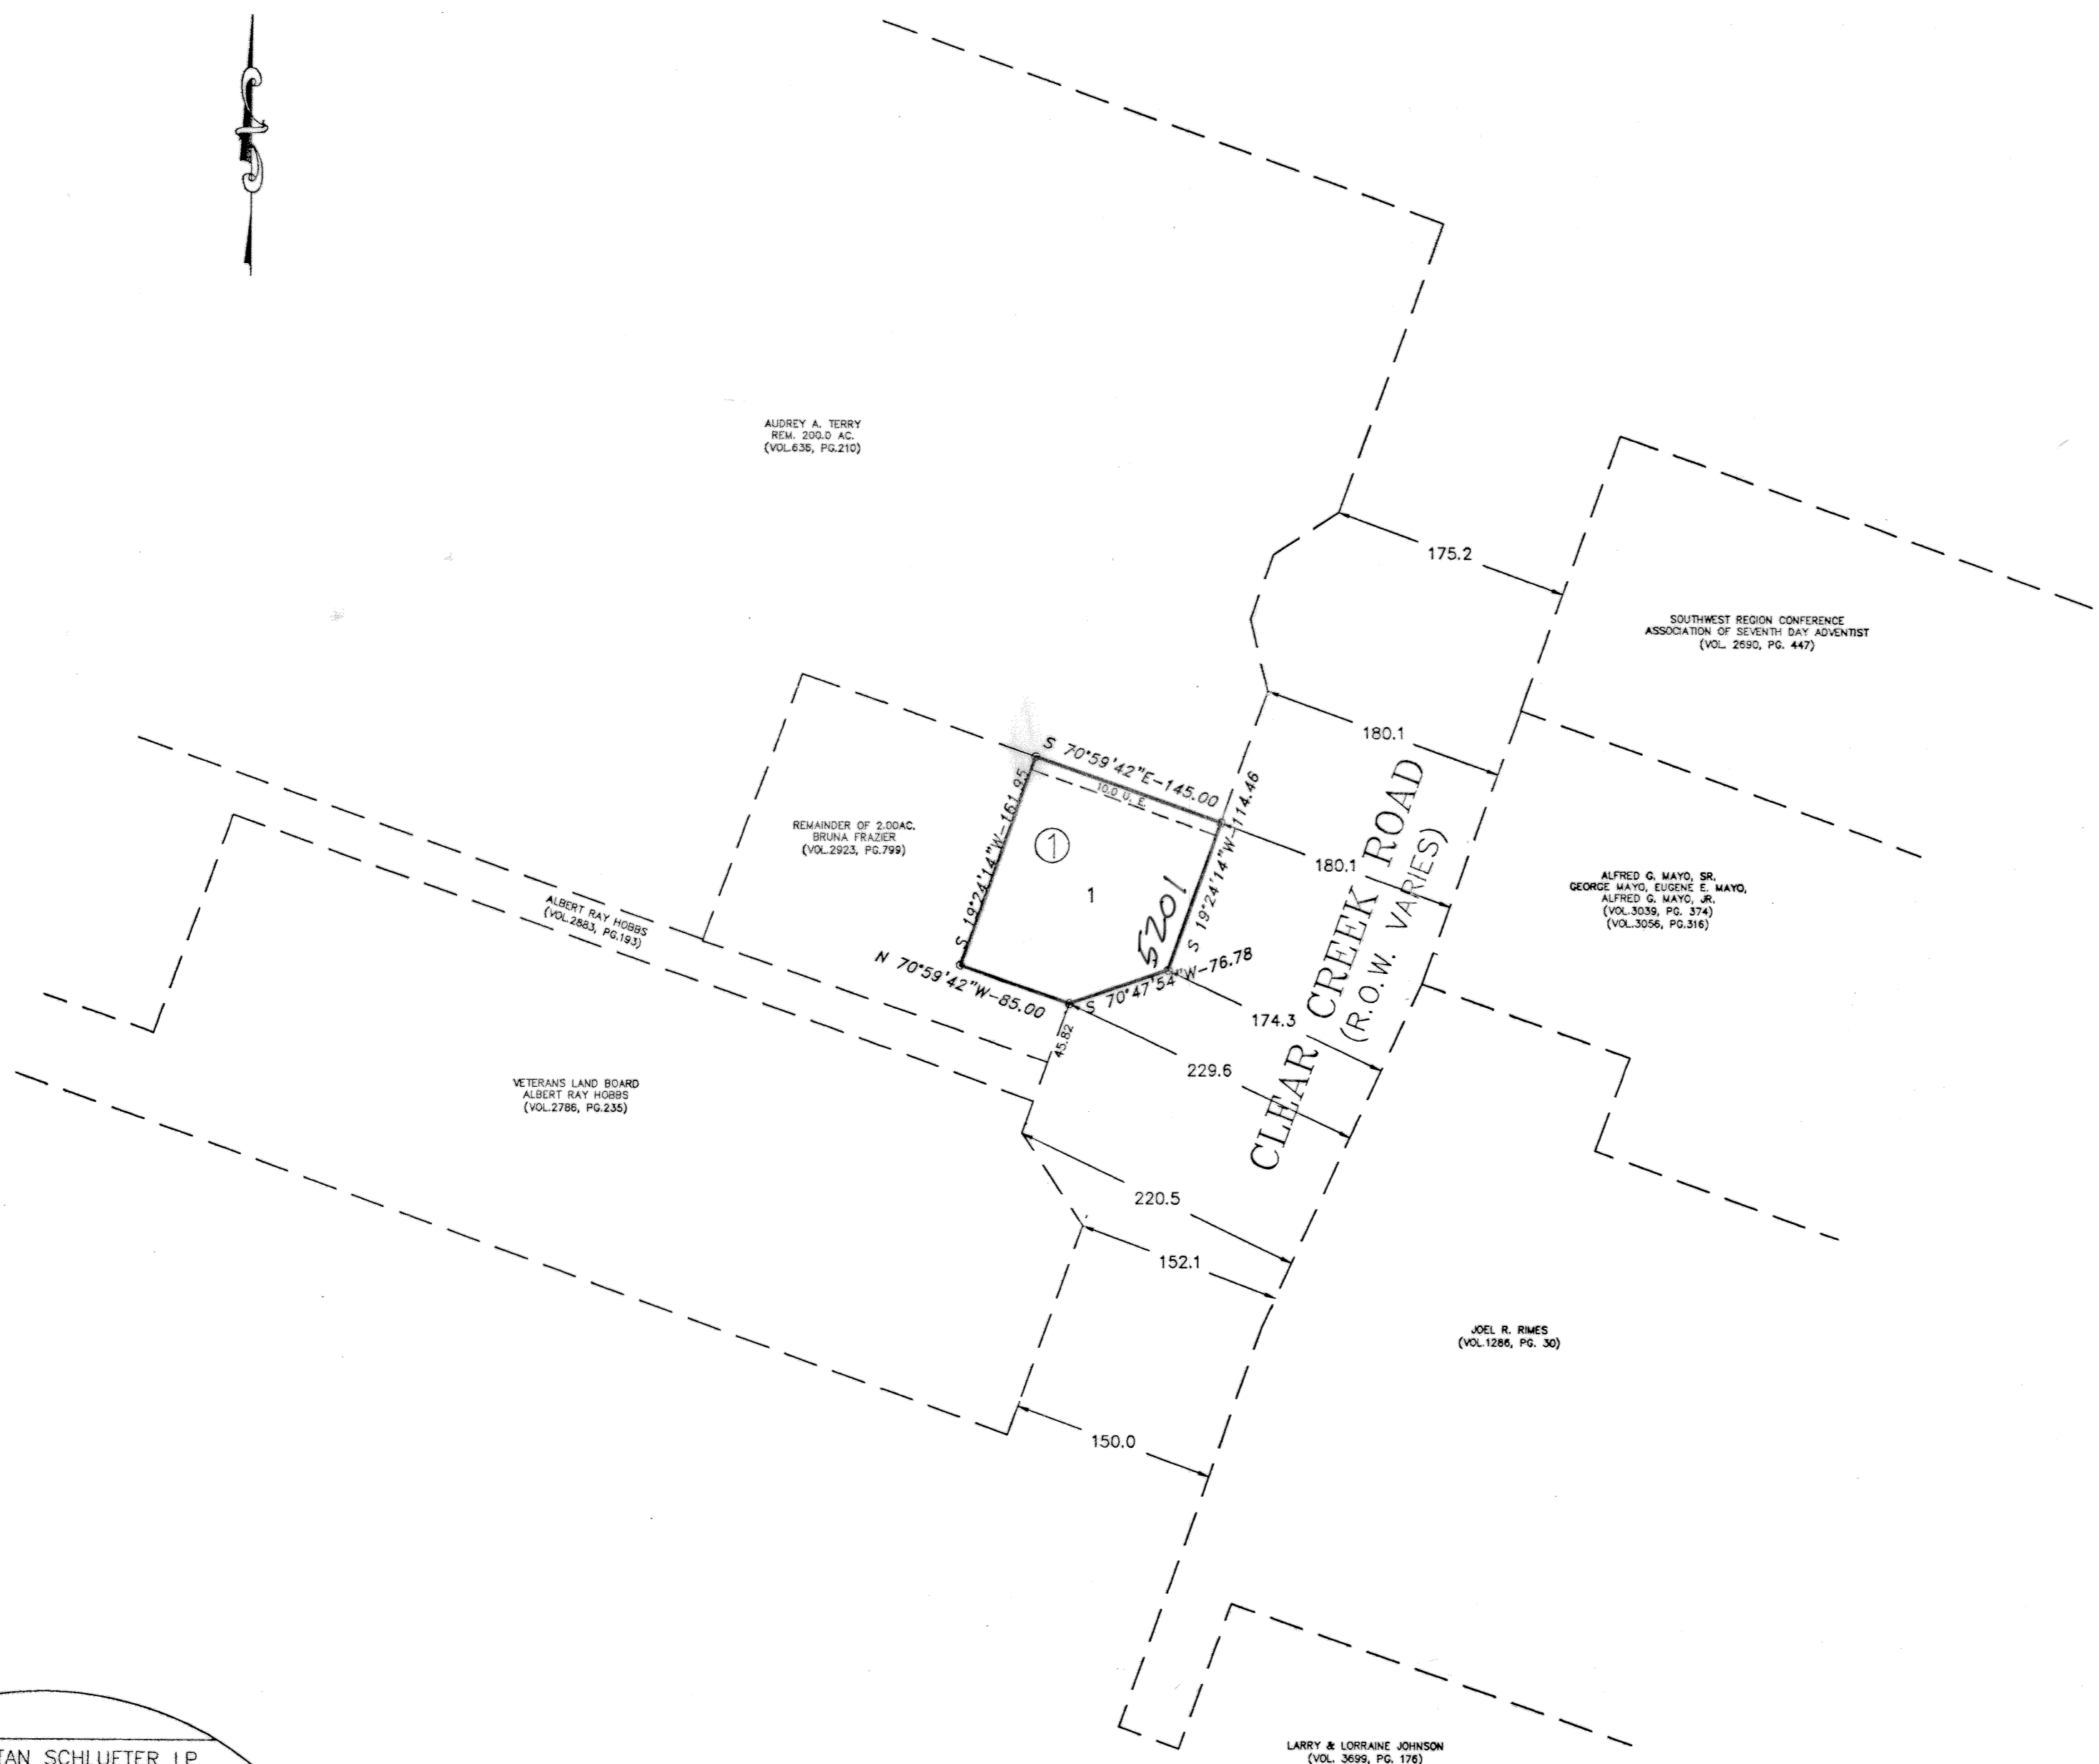 AUDREY A. TERRY
REM. 200.0 AC.
(VOL.635, PG.210)
175.2
SOUTHWEST REGION CONFERENCE
ASSOCIATION OF SEVENTH DAY ADVENTIST
(VOL. 2690, PG. 447)
180.1
S 70°59'42"E-145.00
10.0 U. E.
S 19°24'14"W-161.95
S 19°24'14"W-114.46
REMAINDER OF 2.00AC.
BRUNA FRAZIER
(VOL.2923, PG.799)
1
1
5201
180.1
CLEAR CREEK ROAD
(R.O.W. VARIES)
ALFRED G. MAYO, SR.
GEORGE MAYO, EUGENE E. MAYO,
ALFRED G. MAYO, JR.
(VOL.3039, PG. 374)
(VOL.3056, PG.316)
ALBERT RAY HOBBS
(VOL.2883, PG.193)
N 70°59'42"W-85.00
S 70°47'54"W-76.78
45.82
174.3
229.6
VETERANS LAND BOARD
ALBERT RAY HOBBS
(VOL.2786, PG.235)
220.5
152.1
JOEL R. RIMES
(VOL.1286, PG. 30)
150.0
TAN SCHLUETER LP
LARRY & LORRAINE JOHNSON
(VOL. 3699, PG. 176)